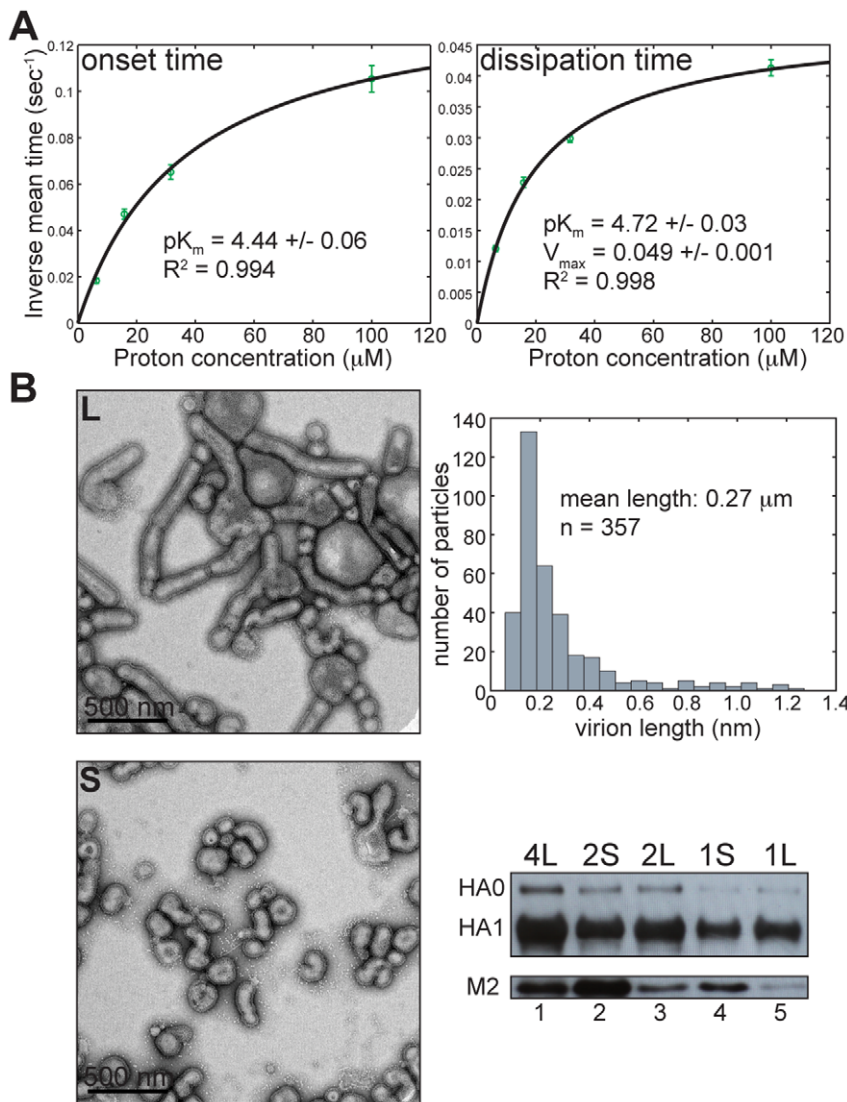 A
onset time
Inverse mean time (sec-1)
0.12
0.1
0.08
0.06
0.04
0.02
0
pKm = 4.44 +/- 0.06
R2 = 0.994
0 20 40 60 80 100 120
Proton concentration (μM)
dissipation time
0.045
0.04
0.035
0.03
0.025
0.02
0.015
0.01
0.005
0
pKm = 4.72 +/- 0.03
Vmax = 0.049 +/- 0.001
R2 = 0.998
0 20 40 60 80 100 120
Proton concentration (μM)
B
L
500 nm
number of particles
140
120
100
80
60
40
20
0
mean length: 0.27 μm
n = 357
0 0.2 0.4 0.6 0.8 1.0 1.2 1.4
virion length (nm)
S
500 nm
4L 2S 2L 1S 1L
HA0
HA1
M2
1 2 3 4 5